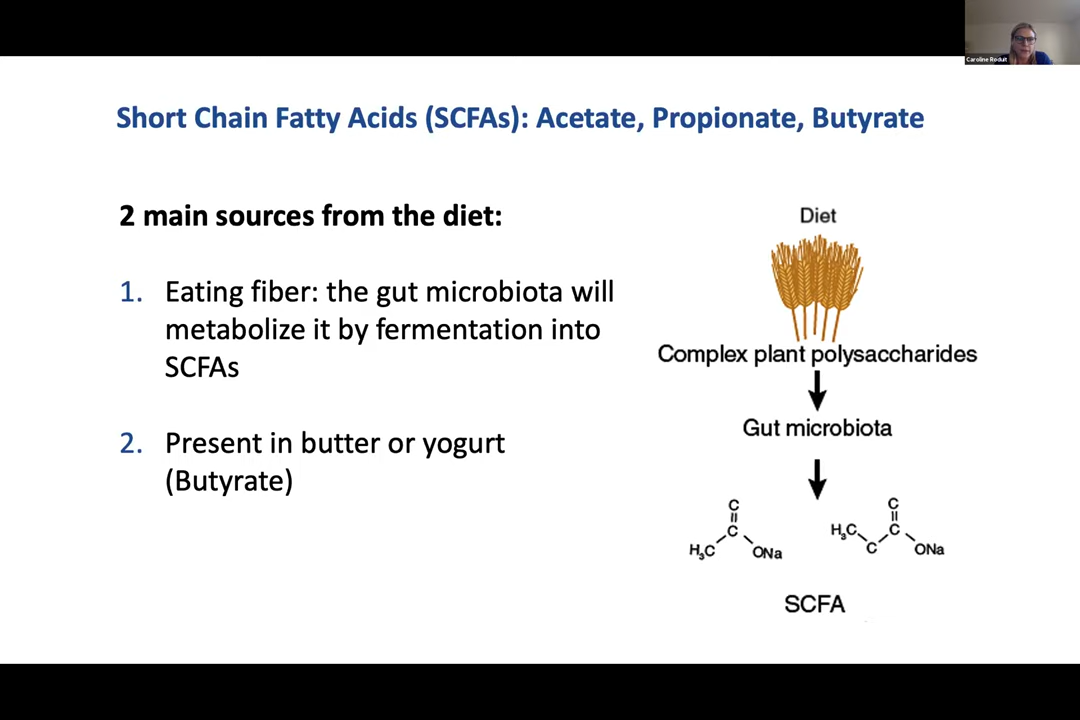 Caroline Roduit
Short Chain Fatty Acids (SCFAs): Acetate, Propionate, Butyrate
2 main sources from the diet:
1. Eating fiber: the gut microbiota will
metabolize it by fermentation into
SCFAs
2. Present in butter or yogurt
(Butyrate)
Diet
Complex plant polysaccharides
Gut microbiota
C
C
H₃C
ONa
C
H₃C
C
C
ONa
SCFA